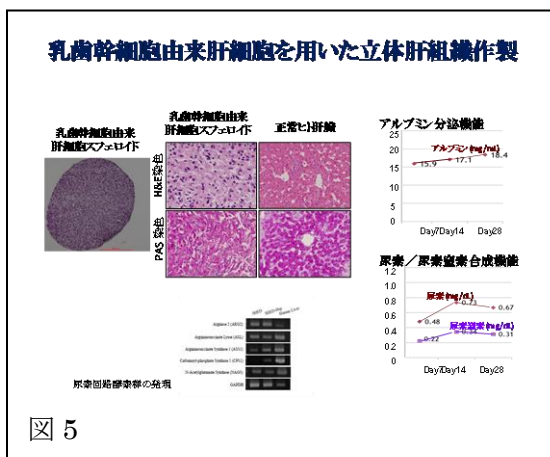 乳歯幹細胞由来肝細胞を用いた立体肝組織作製
乳歯幹細胞由来
肝細胞スフェロイド
乳歯幹細胞由来
肝細胞スフェロイド
正常ヒト肝臓
H&E染色
PAS 染色
アルブミン分泌機能
25
20
15
10
5
0
アルブミン(mg/ml)
15.9
17.1
18.4
Day7
Day14
Day28
尿素/尿素窒素合成機能
1.2
1.0
0.8
0.6
0.4
0.2
0
尿素(mg/dL)
0.48
0.73
0.67
尿素窒素(mg/dL)
0.22
0.34
0.31
Day7
Day14
Day28
尿素回路酵素群の発現
GAPDH
図 5